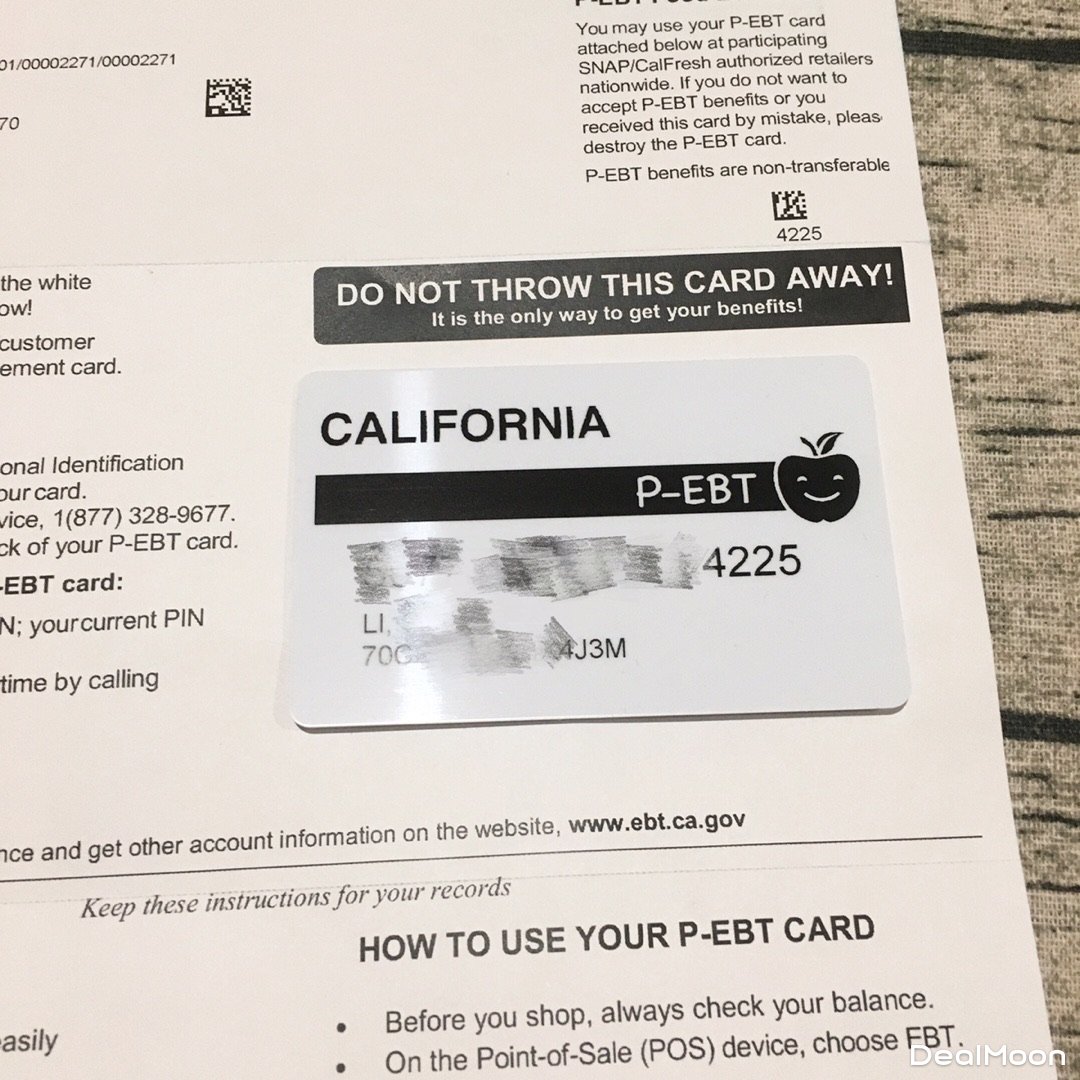 You may use your P-EBT card
attached below at participating
SNAP/CalFresh authorized retailers
nationwide. If you do not want to
accept P-EBT benefits or you
received this card by mistake, pleas
destroy the P-EBT card.
P-EBT benefits are non-transferable
4225
01/00002271/00002271
70
DO NOT THROW THIS CARD AWAY!
It is the only way to get your benefits!
the white
ow!
customer
ement card.
onal Identification
our card.
vice, 1(877) 328-9677.
ck of your P-EBT card.
-EBT card:
N; your current PIN
time by calling
CALIFORNIA
P-EBT
4225
LI,
70
4J3M
nce and get other account information on the website, www.ebt.ca.gov
Keep these instructions for your records
HOW TO USE YOUR P-EBT CARD
• Before you shop, always check your balance.
• On the Point-of-Sale (POS) device, choose EBT.
easily
DealMoon